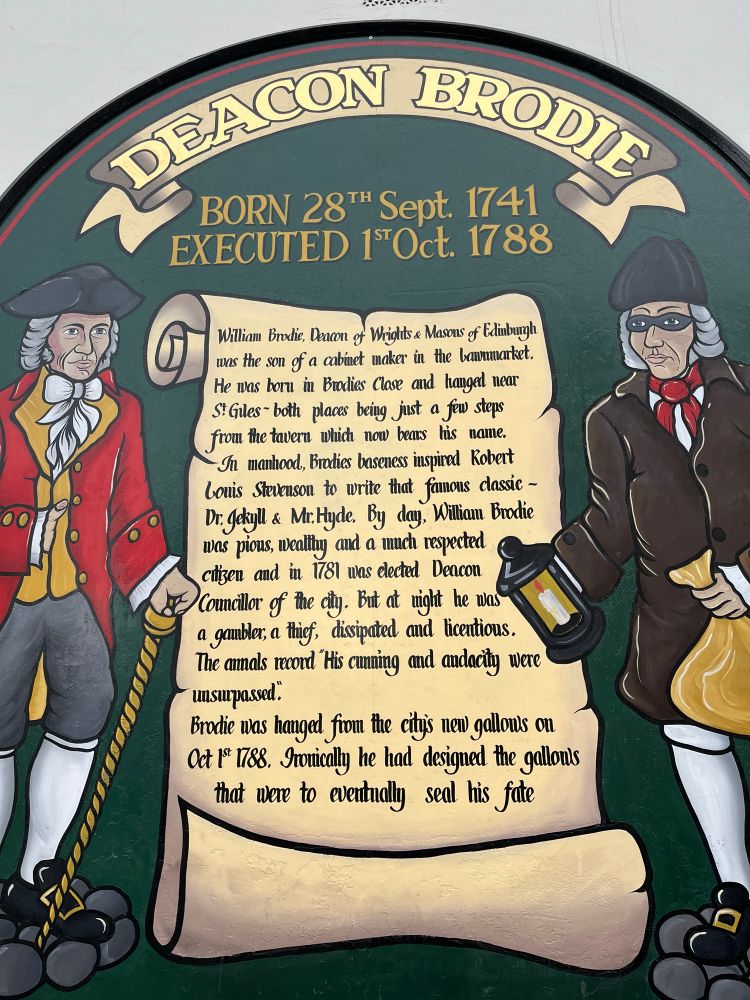 DEACON BRODIE
BORN 28TH Sept. 1741
EXECUTED 1ST Oct. 1788
William Brodie, Deacon of Wrights & Masons of Edinburgh
was the son of a cabinet maker in the lawnmarket.
He was born in Brodies Close and hanged near
St Giles - both places being just a few steps
from the tavern which now bears his name.
In manhood, Brodies baseness inspired Robert
Louis Stevenson to write that famous classic -
Dr. Jekyll & Mr. Hyde. By day, William Brodie
was pious, wealthy and a much respected
citizen and in 1781 was elected Deacon
Councillor of the city. But at night he was
a gambler, a thief, dissipated and licentious.
The annals record "His cunning and audacity were
unsurpassed".
Brodie was hanged from the city's new gallows on
Oct 1st 1788. Ironically he had designed the gallows
that were to eventually seal his fate